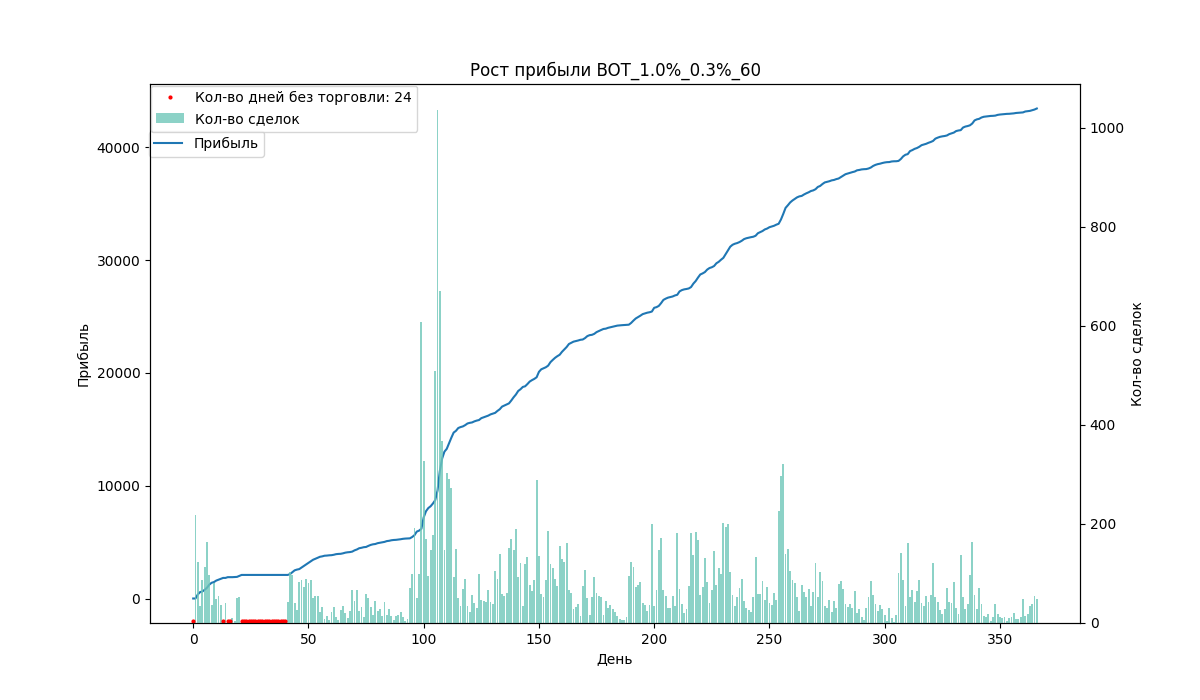 Рост прибыли BOT_1.0%_0.3%_60
Кол-во дней без торговли: 24
Кол-во сделок
Прибыль
40000
30000
20000
10000
0
Прибыль
1000
800
600
400
200
0
Кол-во сделок
0 50 100 150 200 250 300 350
День